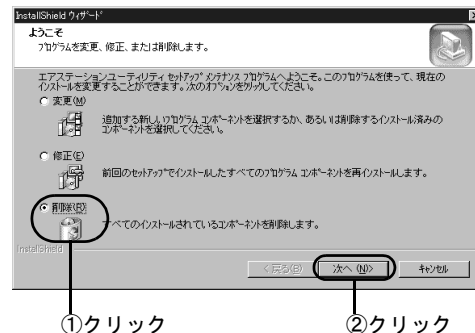 InstallShield ウィザード
ようこそ
プログラムを変更、修正、または削除します。
エアステーションユーティリティ セットアップ メンテナンス プログラムへようこそ。このプログラムを使って、現在の
インストールを変更することができます。次のオプションをクリックしてください。
変更(M)
追加する新しいプログラム コンポーネントを選択するか、あるいは削除するインストール済みの
コンポーネントを選択してください。
修正(E)
前回のセットアップでインストールしたすべてのプログラム コンポーネントを再インストールします。
削除(R)
すべてのインストールされているコンポーネントを削除します。
InstallShield
< 戻る(B) 次へ (N)> キャンセル
①クリック ②クリック